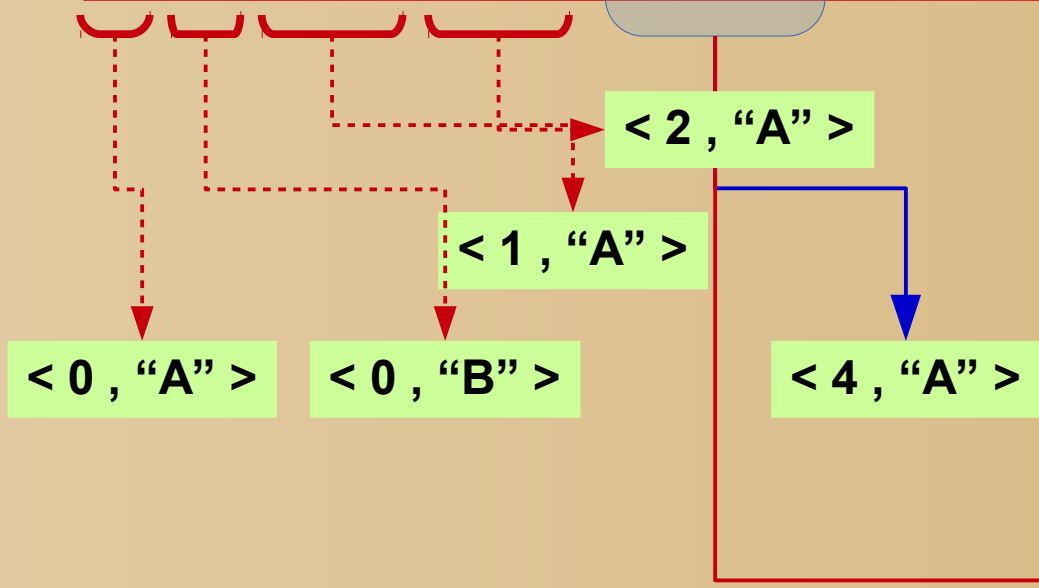 < 2 , “A” >
< 1 , “A” >
< 0 , “A” >
< 0 , “B” >
< 4 , “A” >